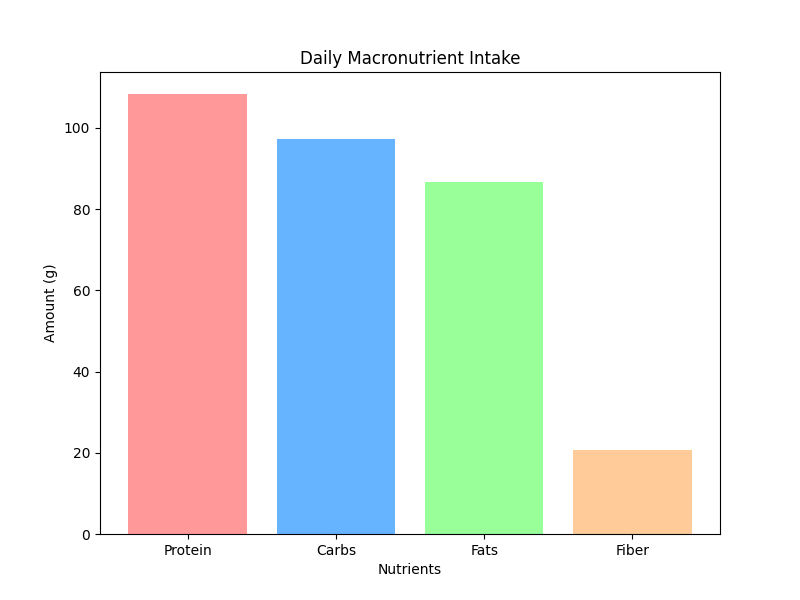 Daily Macronutrient Intake
100
80
60
40
20
0
Amount (g)
Protein Carbs Fats Fiber
Nutrients